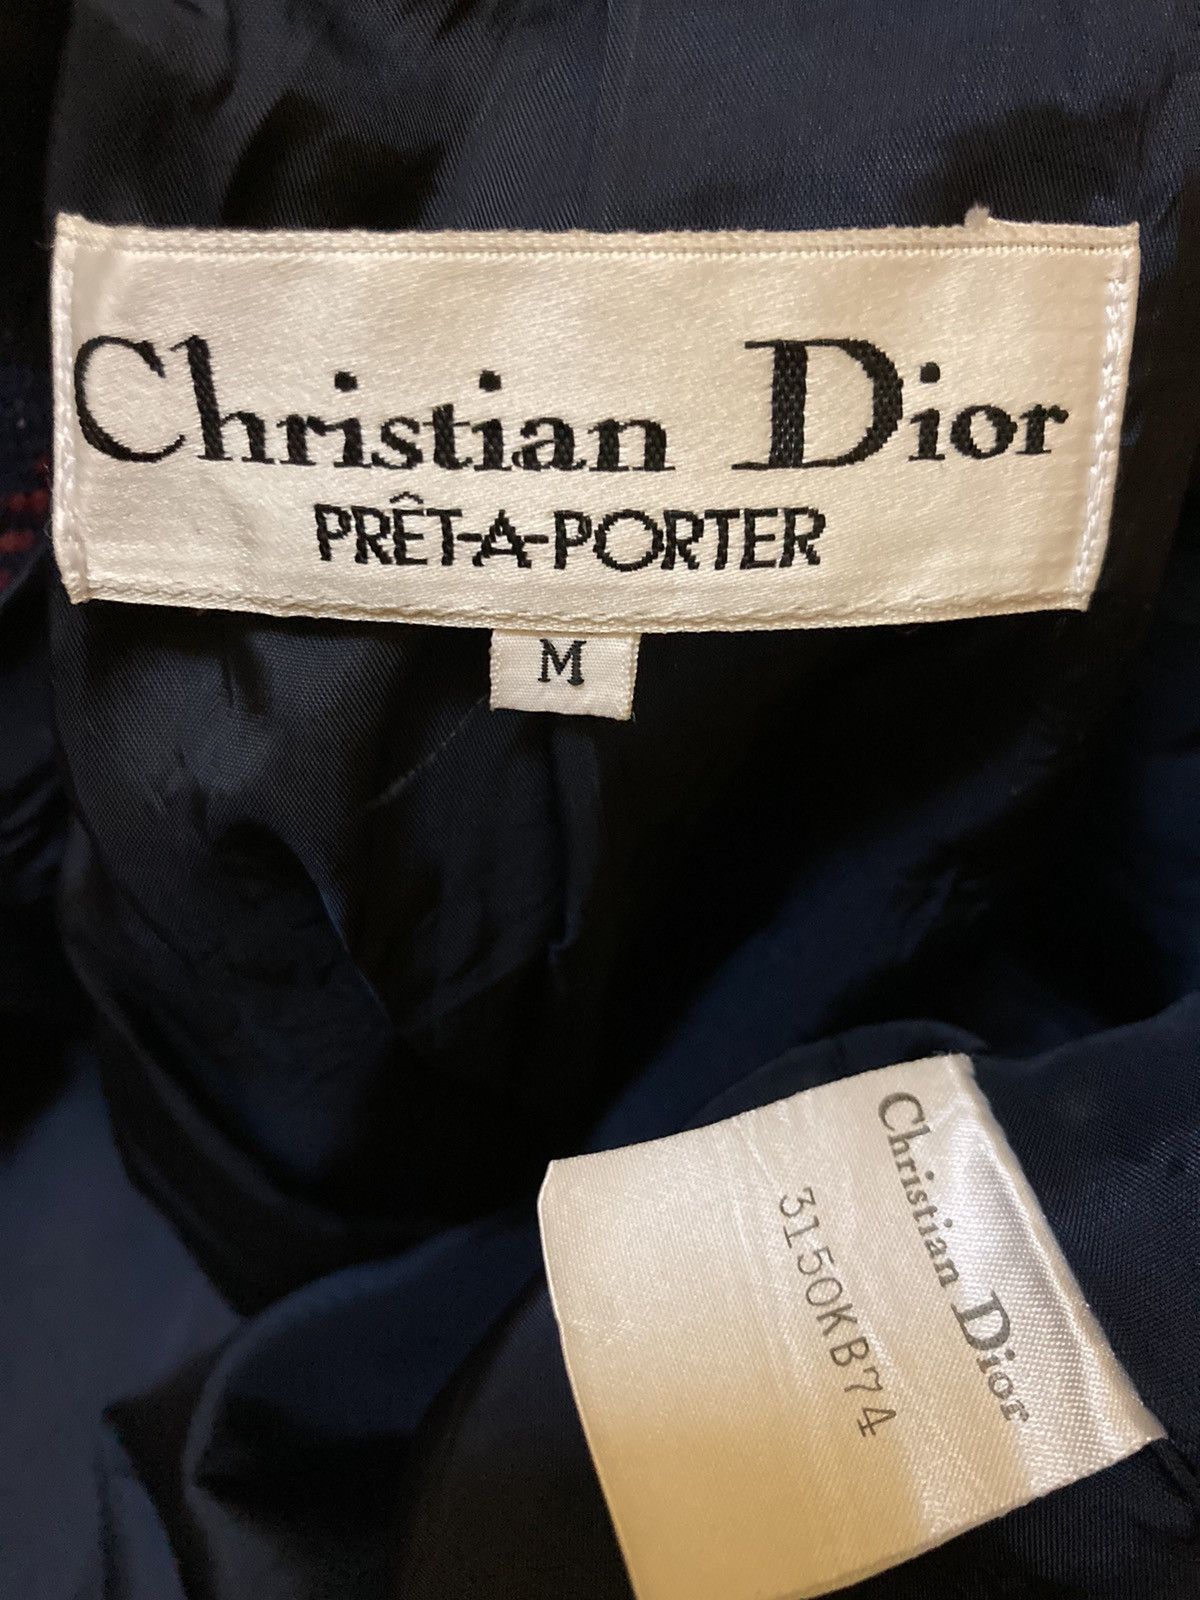 Christian Dior
PRÊT-A-PORTER
M
Christian Dior
3150KB74